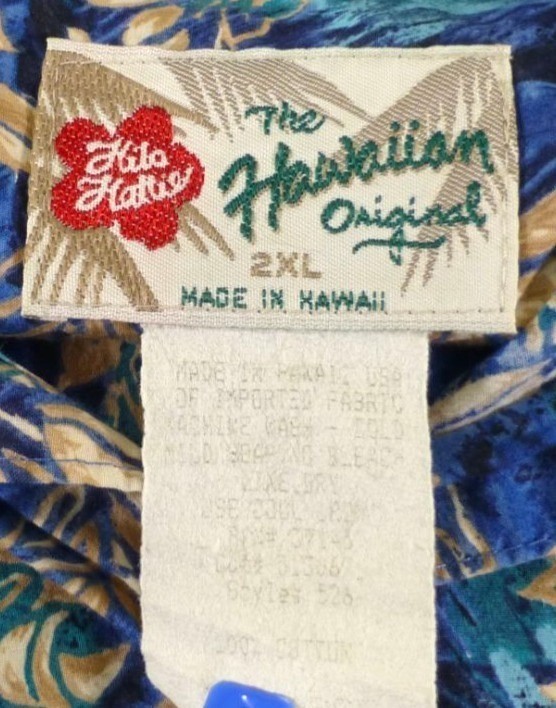 Hilo
Hattie
The
Hawaiian
Original
2XL
MADE IN HAWAII
MADE IN HAWAII USA
OF IMPORTED FABRIC
MACHINE WASH - COLD
MILD SOAP NO BLEACH
LINE DRY
USE COOL IRON
Style# 526
100% COTTON